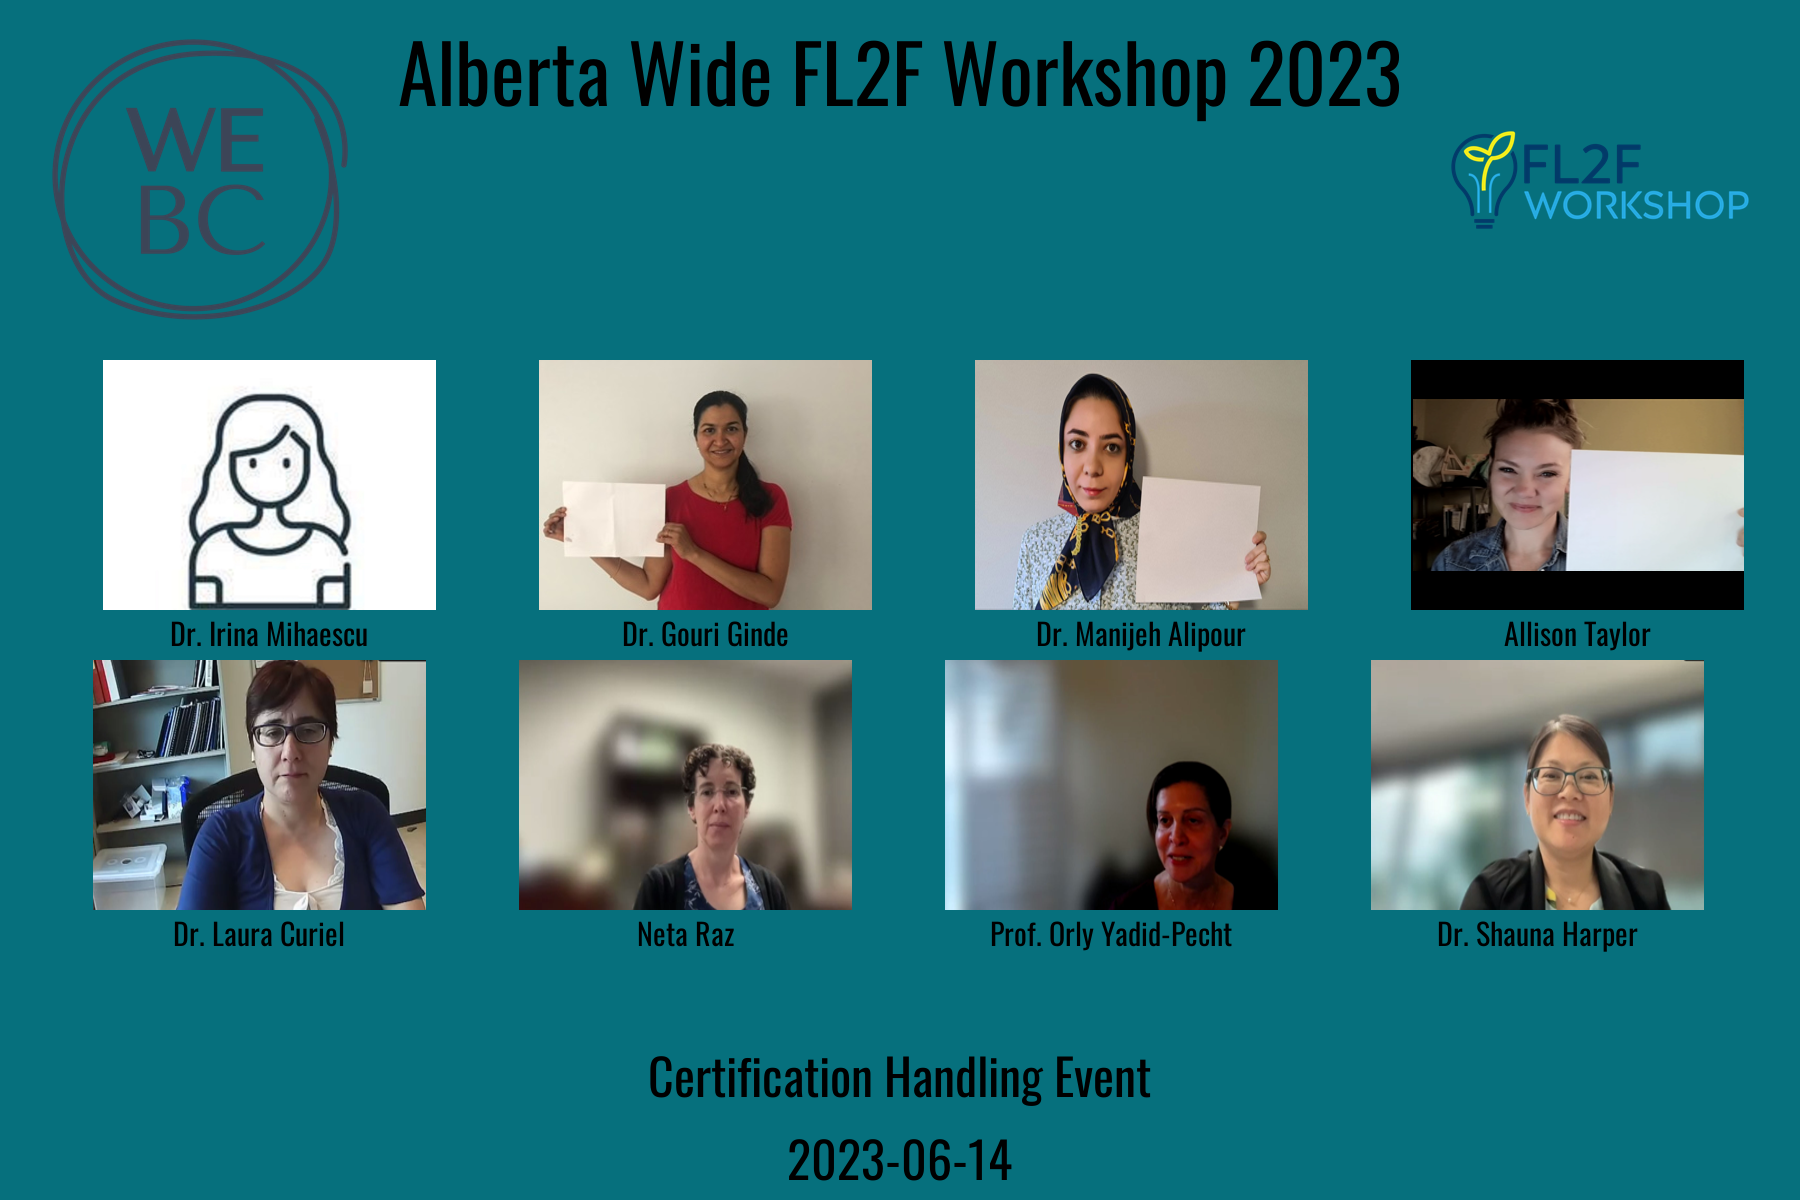 Alberta Wide FL2F Workshop 2023
WE
BC
FL2F
WORKSHOP
Dr. Irina Mihaescu
Dr. Gouri Ginde
Dr. Manijeh Alipour
Allison Taylor
Dr. Laura Curiel
Neta Raz
Prof. Orly Yadid-Pecht
Dr. Shauna Harper
Certification Handling Event
2023-06-14